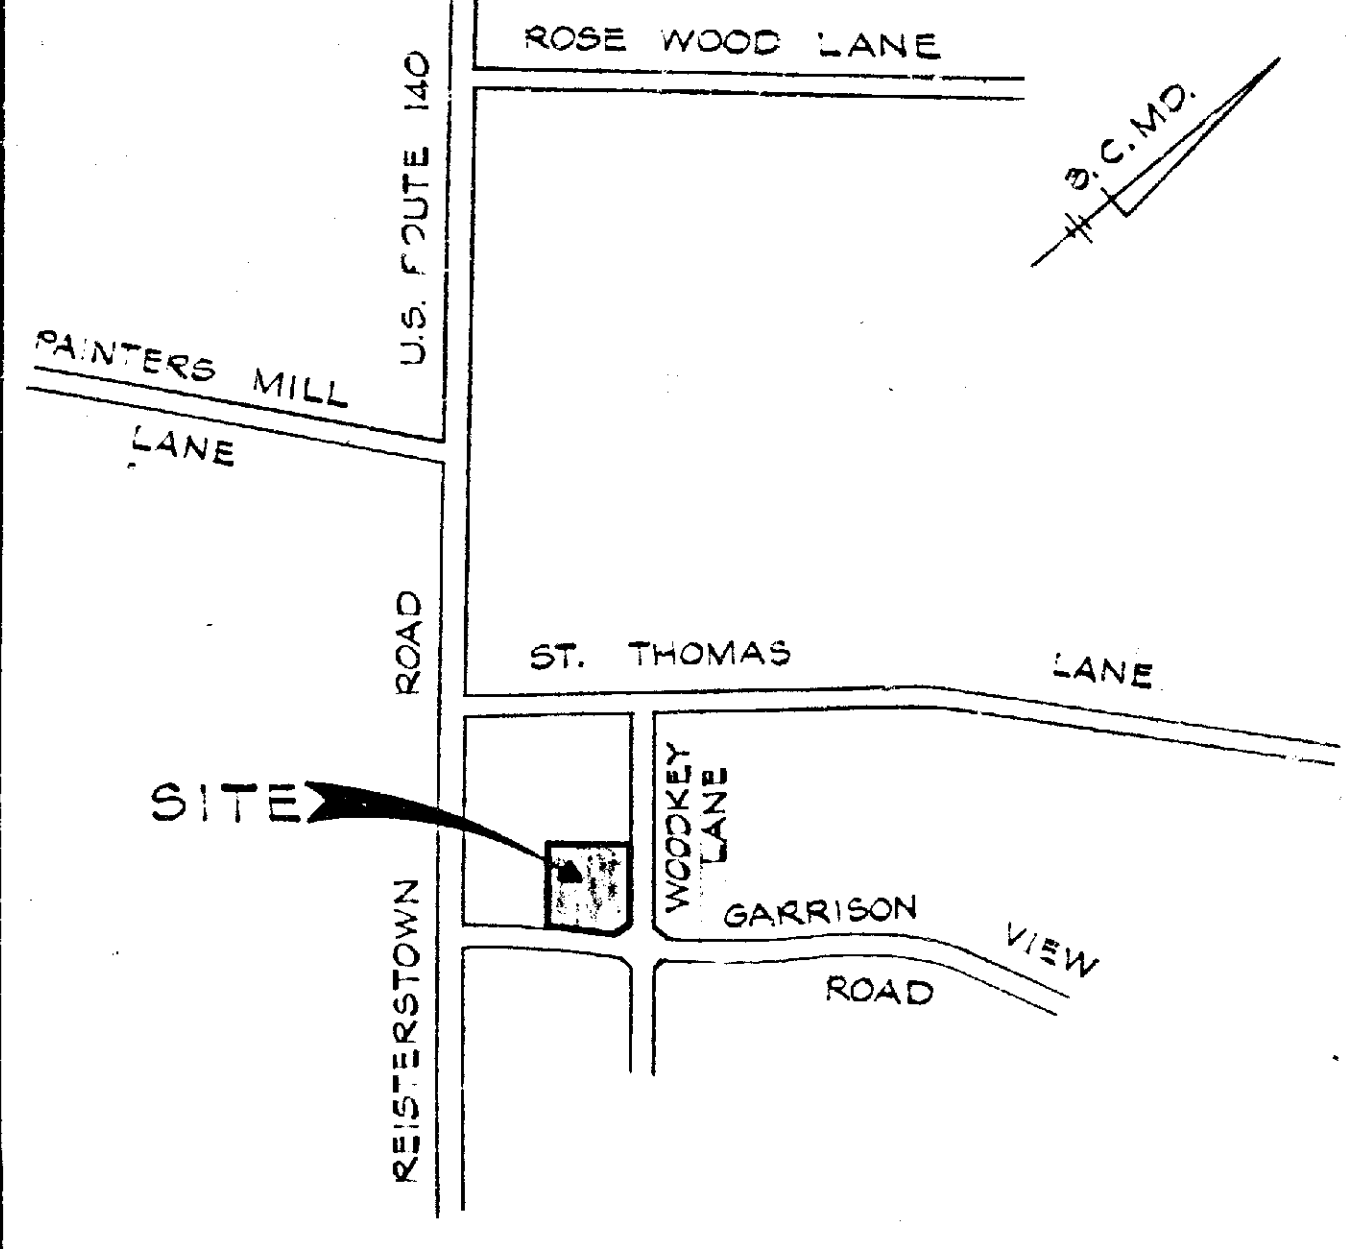 ROSE WOOD LANE
U.S. ROUTE 140
B.C. MD.
PAINTERS MILL
LANE
ROAD
ST. THOMAS LANE
SITE
WOODKEY
LANE
GARRISON VIEW
ROAD
REISTERSTOWN